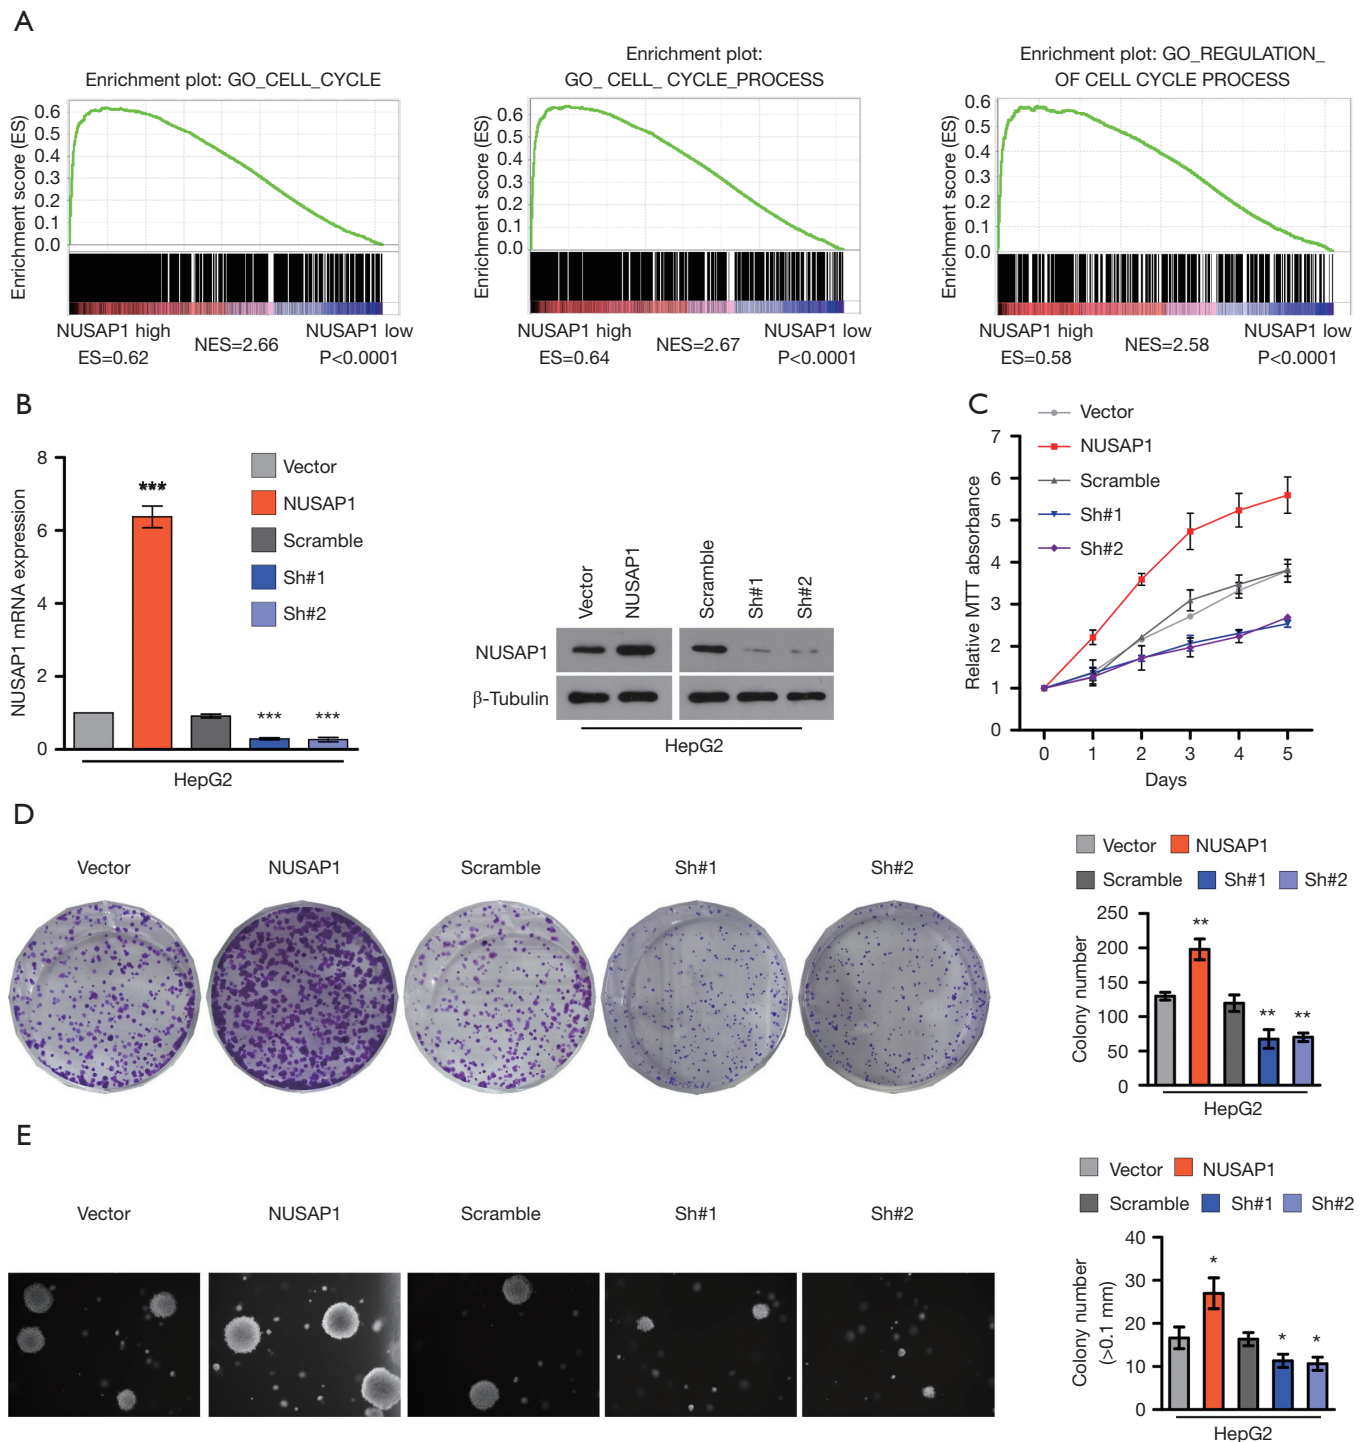 A
Enrichment plot: GO_CELL_CYCLE
Enrichment score (ES)
0.6
0.5
0.4
0.3
0.2
0.1
0.0
NUSAP1 high
NUSAP1 low
ES=0.62
NES=2.66
P<0.0001
Enrichment plot:
GO_ CELL_ CYCLE_PROCESS
Enrichment score (ES)
0.6
0.5
0.4
0.3
0.2
0.1
0.0
NUSAP1 high
NUSAP1 low
ES=0.64
NES=2.67
P<0.0001
Enrichment plot: GO_REGULATION_
OF CELL CYCLE PROCESS
Enrichment score (ES)
0.6
0.5
0.4
0.3
0.2
0.1
0.0
NUSAP1 high
NUSAP1 low
ES=0.58
NES=2.58
P<0.0001
B
NUSAP1 mRNA expression
8
6
4
2
0
***
***
***
Vector
NUSAP1
Scramble
Sh#1
Sh#2
HepG2
Vector
NUSAP1
Scramble
Sh#1
Sh#2
NUSAP1
β-Tubulin
HepG2
C
Vector
NUSAP1
Scramble
Sh#1
Sh#2
Relative MTT absorbance
7
6
5
4
3
2
1
0
0 1 2 3 4 5
Days
D
Vector
NUSAP1
Scramble
Sh#1
Sh#2
Vector
NUSAP1
Scramble
Sh#1
Sh#2
Colony number
250
200
150
100
50
0
**
**
**
HepG2
E
Vector
NUSAP1
Scramble
Sh#1
Sh#2
Vector
NUSAP1
Scramble
Sh#1
Sh#2
Colony number
(>0.1 mm)
40
30
20
10
0
*
*
*
HepG2